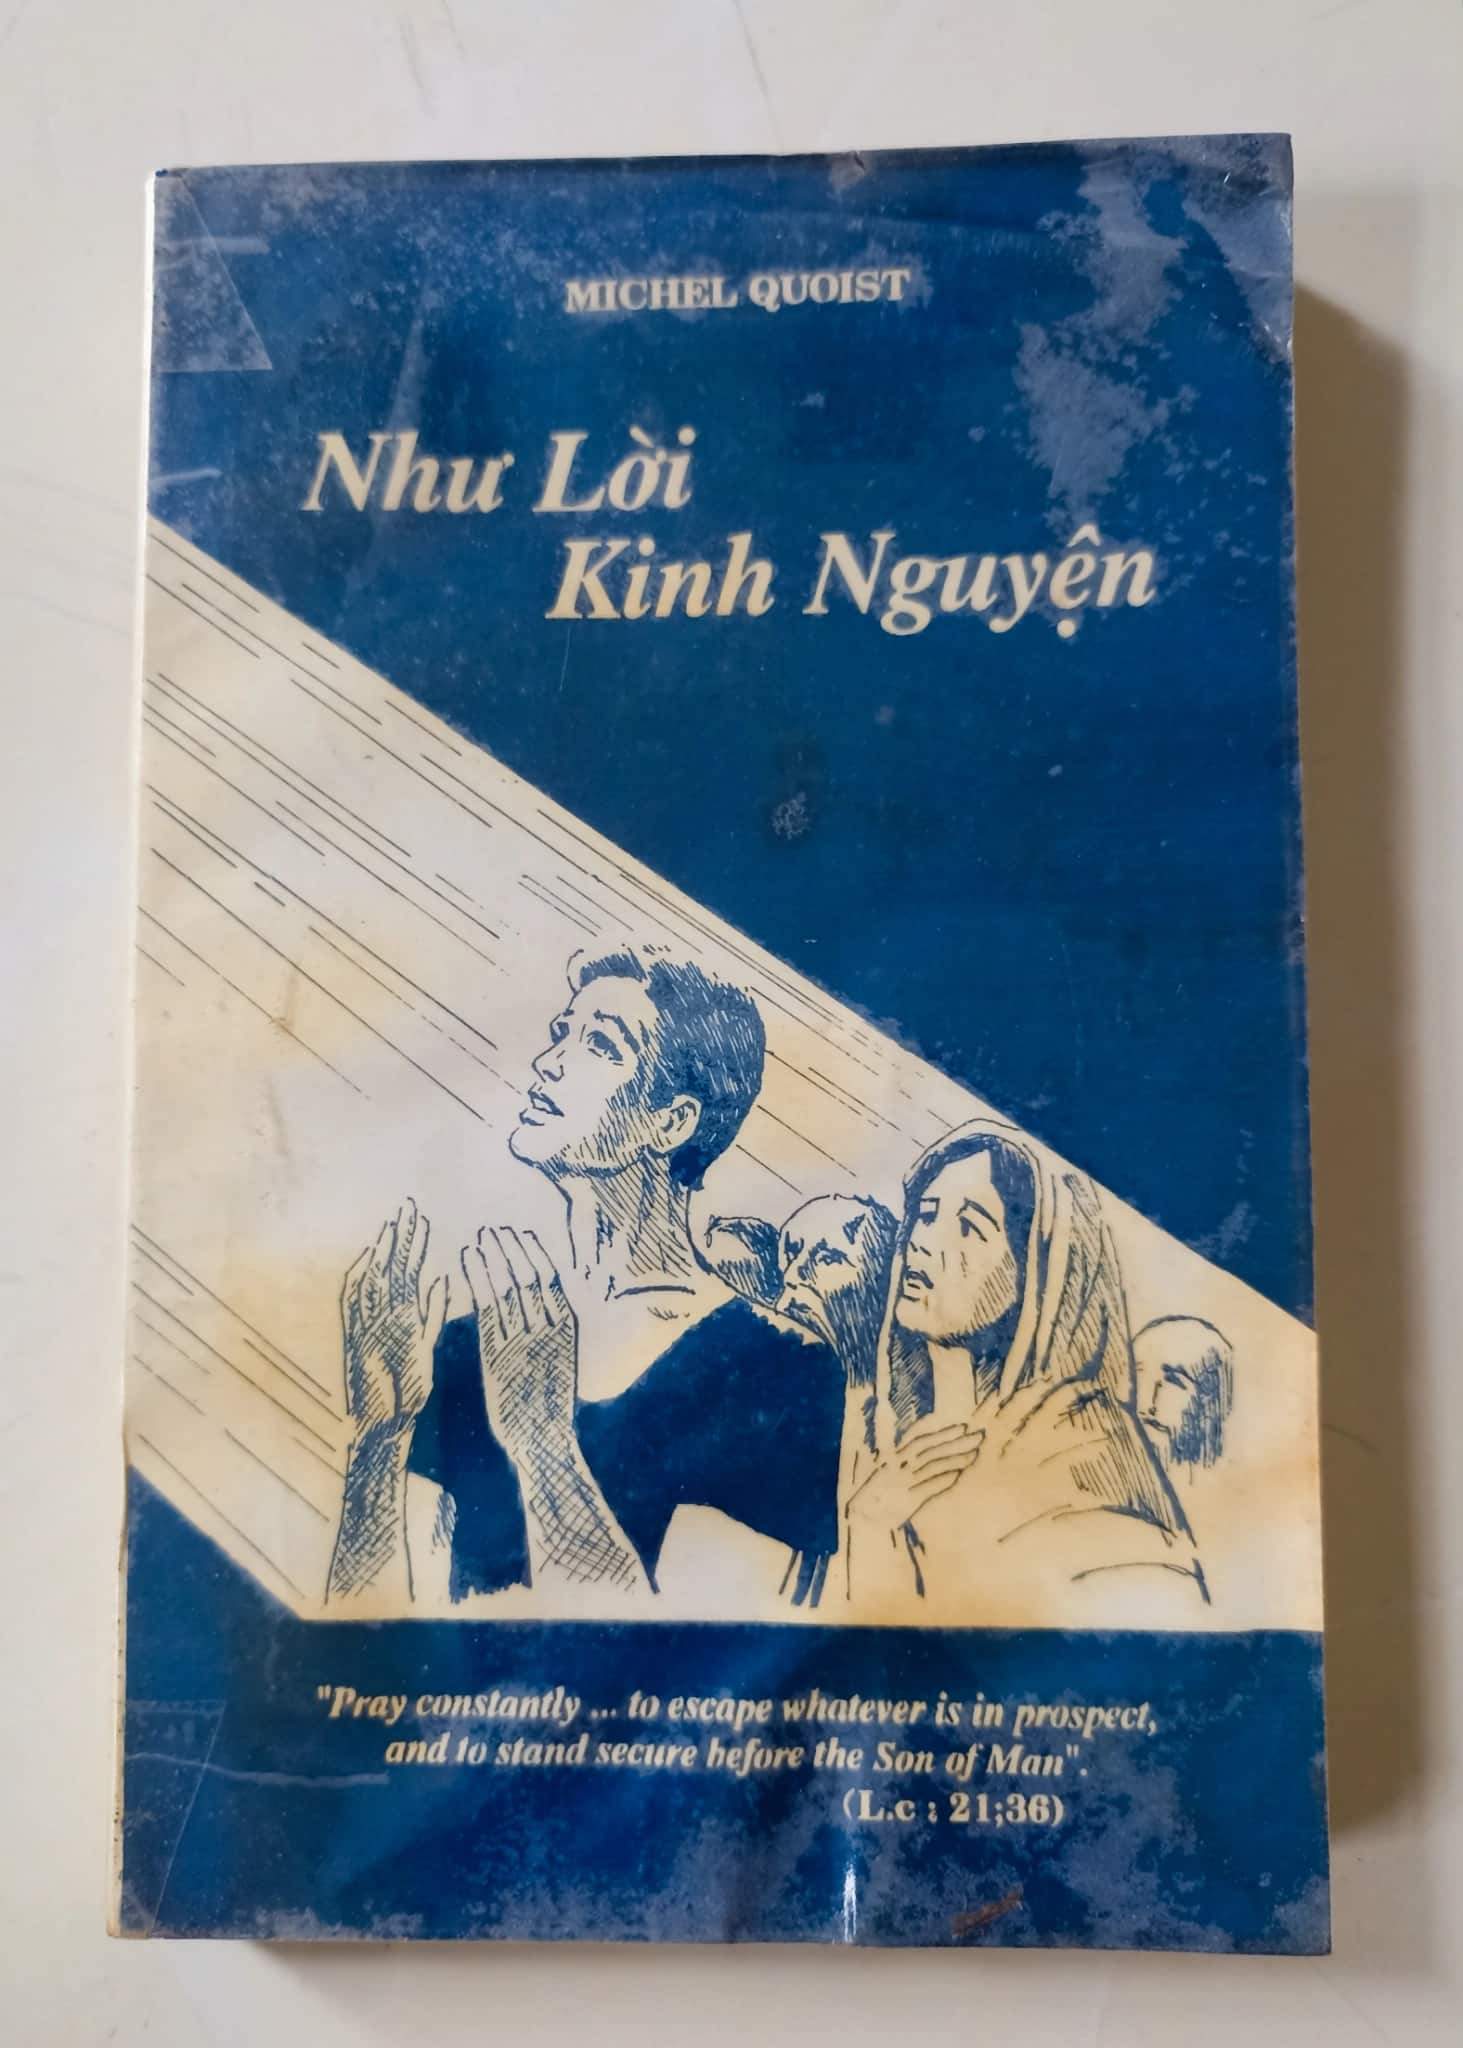 MICHEL QUOIST
Như Lời
Kinh Nguyện
"Pray constantly ... to escape whatever is in prospect,
and to stand secure before the Son of Man".
(L.c : 21;36)